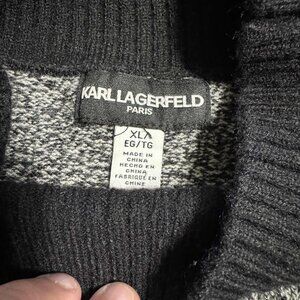 KARL LAGERFELD
PARIS
XL
EG/TG
MADE IN
CHINA
HECHO EN
CHINA
FABRIQUÉ EN
CHINE